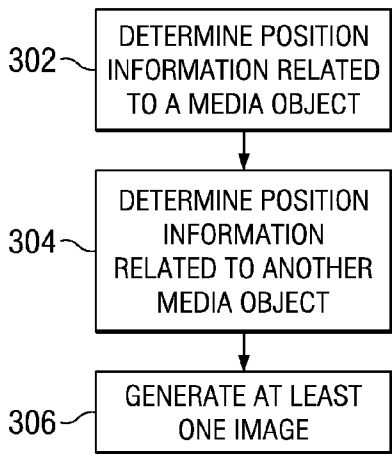 DETERMINE POSITION
302 INFORMATION RELATED
TO A MEDIA OBJECT
DETERMINE POSITION
304 INFORMATION
RELATED TO ANOTHER
MEDIA OBJECT
GENERATE AT LEAST
306 ONE IMAGE